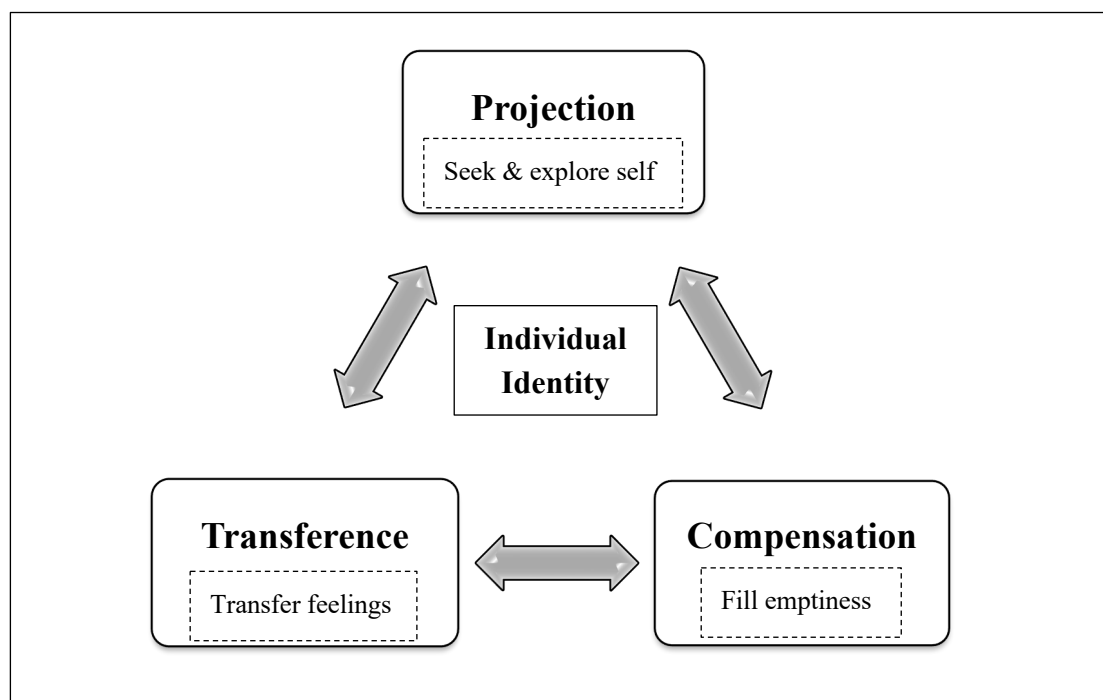 Projection
Seek & explore self
Individual
Identity
Transference
Transfer feelings
Compensation
Fill emptiness